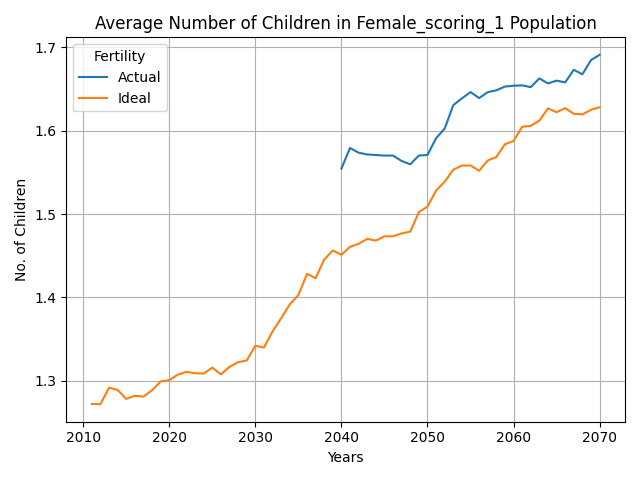 Average Number of Children in Female_scoring_1 Population
Fertility
Actual
Ideal
No. of Children
1.7
1.6
1.5
1.4
1.3
2010 2020 2030 2040 2050 2060 2070
Years